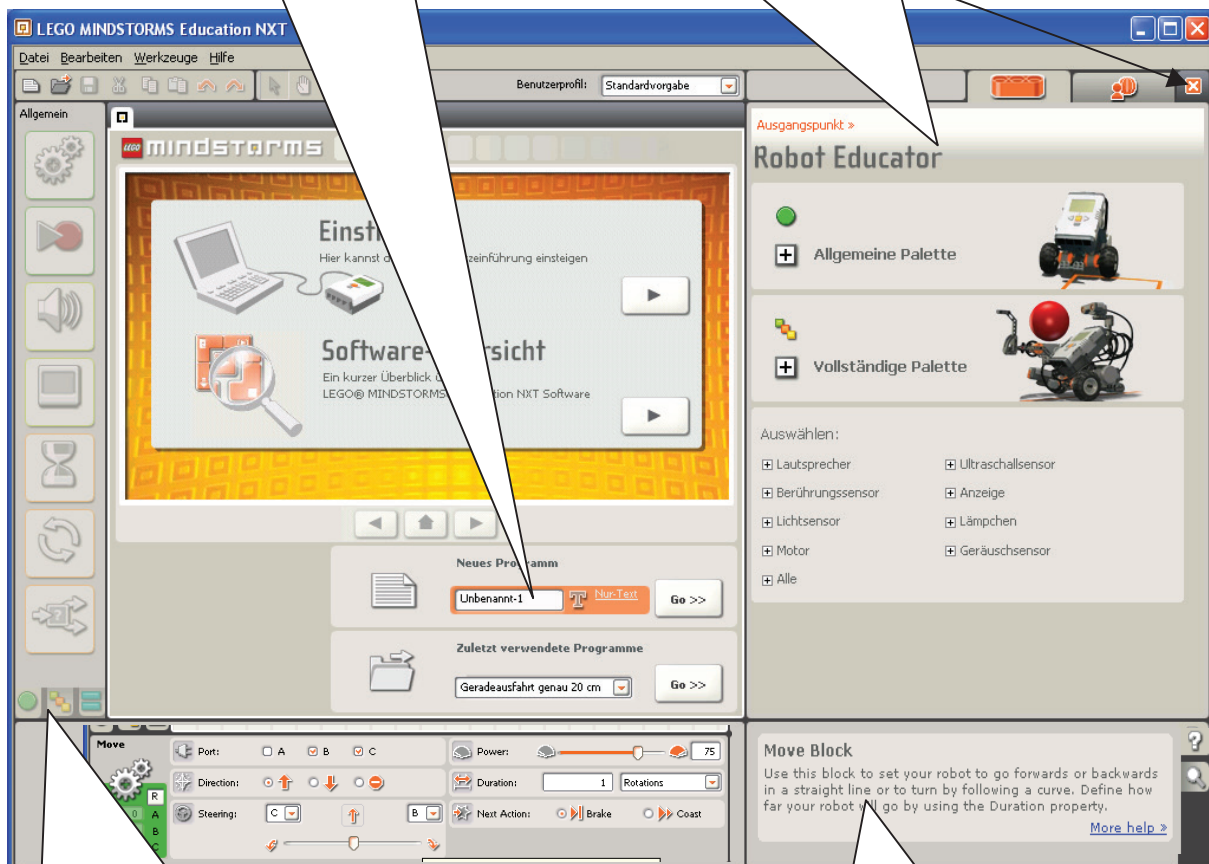 LEGO MINDSTORMS Education NXT
Datei Bearbeiten Werkzeuge Hilfe
Benutzerprofil: Standardvorgabe
Allgemein
LEGO mindstorms
Hier kannst
zeinführung einsteigen
Software-
Ein kurzer Überblick
LEGO® MINDSTORMS
NXT Software
Neues Programm
Unbenannt-1
T Nur-Text
Go >>
Zuletzt verwendete Programme
Geradeausfahrt genau 20 cm
Go >>
Ausgangspunkt »
Robot Educator
Allgemeine Palette
Vollständige Palette
Auswählen:
Lautsprecher
Ultraschallsensor
Berührungssensor
Anzeige
Lichtsensor
Lämpchen
Motor
Geräuschsensor
Alle
Move
R
0 A
B
C
Port: A B C
Direction:
Steering: C B
Power: 75
Duration: 1 Rotations
Next Action: Brake Coast
Move Block
Use this block to set your robot to go forwards or backwards
in a straight line or to turn by following a curve. Define how
far your robot will go by using the Duration property.
More help »
?